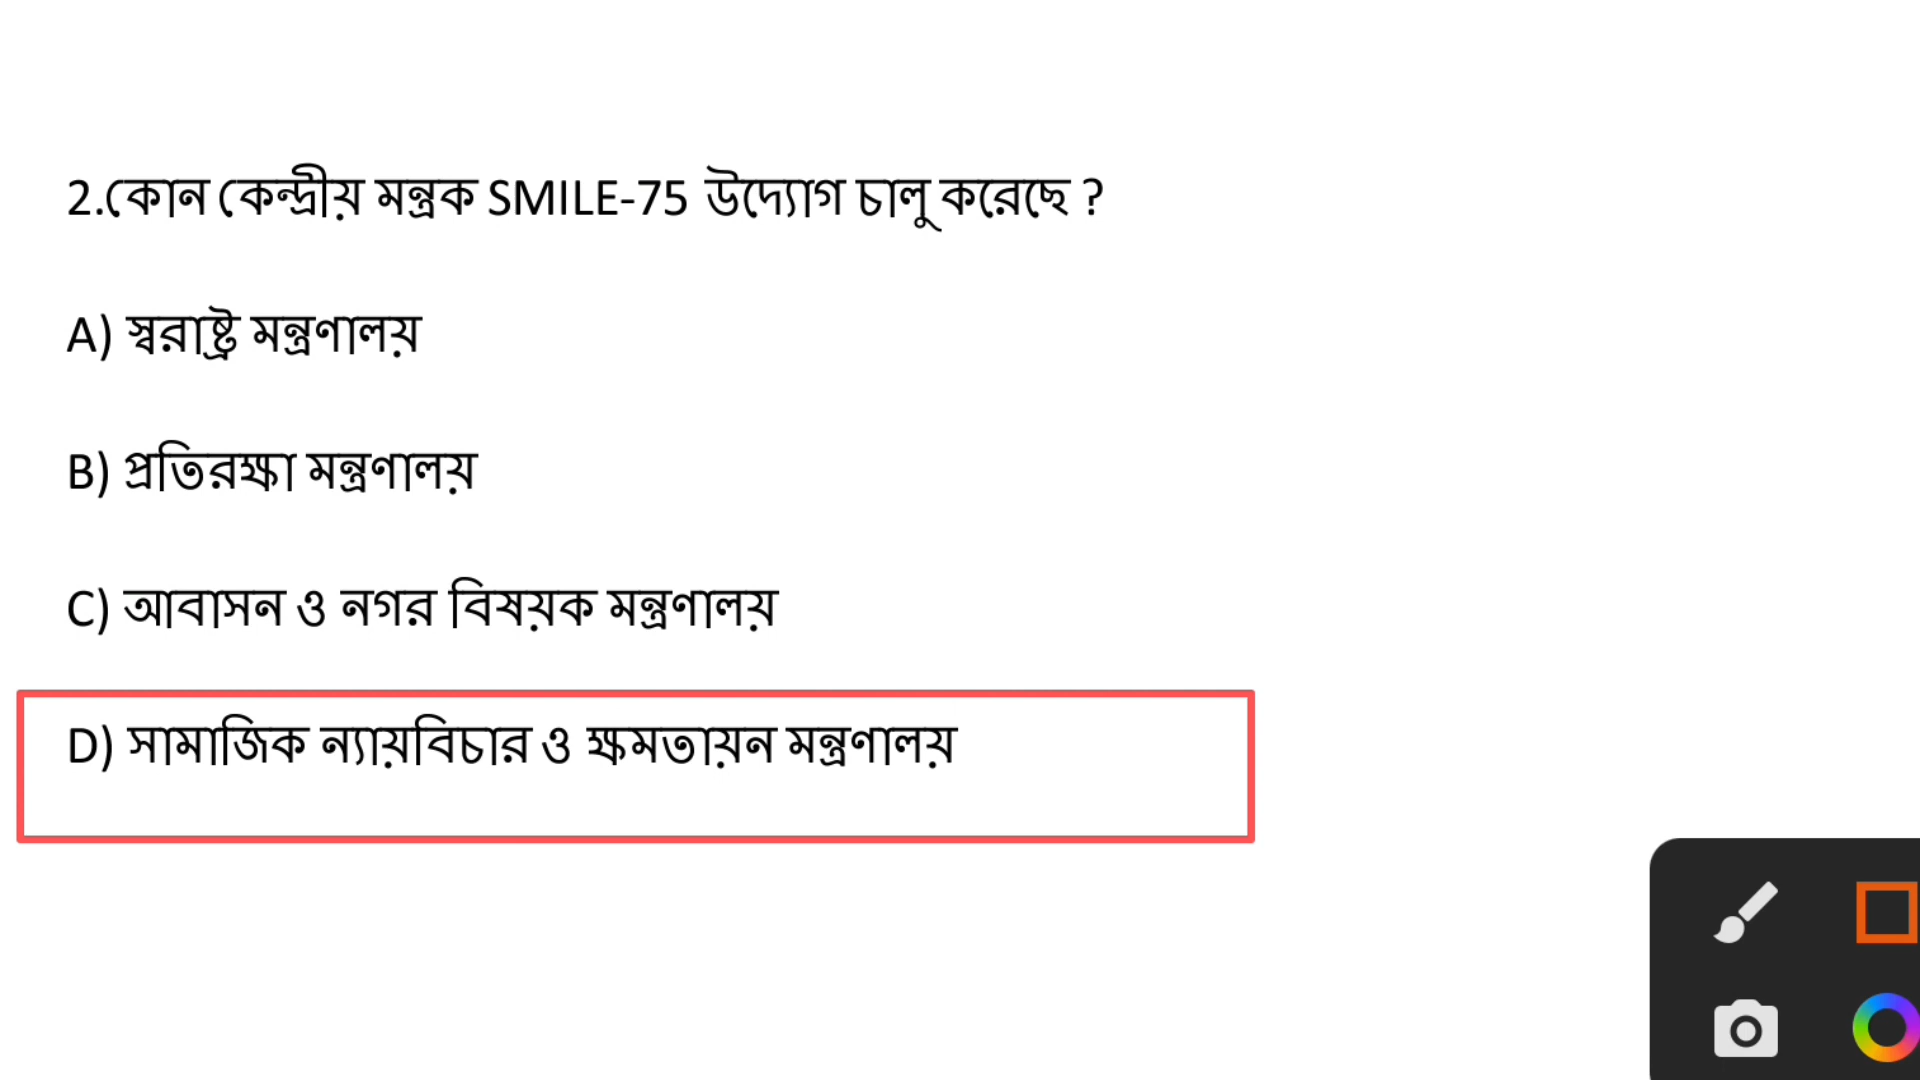 2.কোন কেন্দ্রীয় মন্ত্রক SMILE-75 উদ্যোগ চালু করেছে ?
A) স্বরাষ্ট্র মন্ত্রণালয়
B) প্রতিরক্ষা মন্ত্রণালয়
C) আবাসন ও নগর বিষয়ক মন্ত্রণালয়
D) সামাজিক ন্যায়বিচার ও ক্ষমতায়ন মন্ত্রণালয়